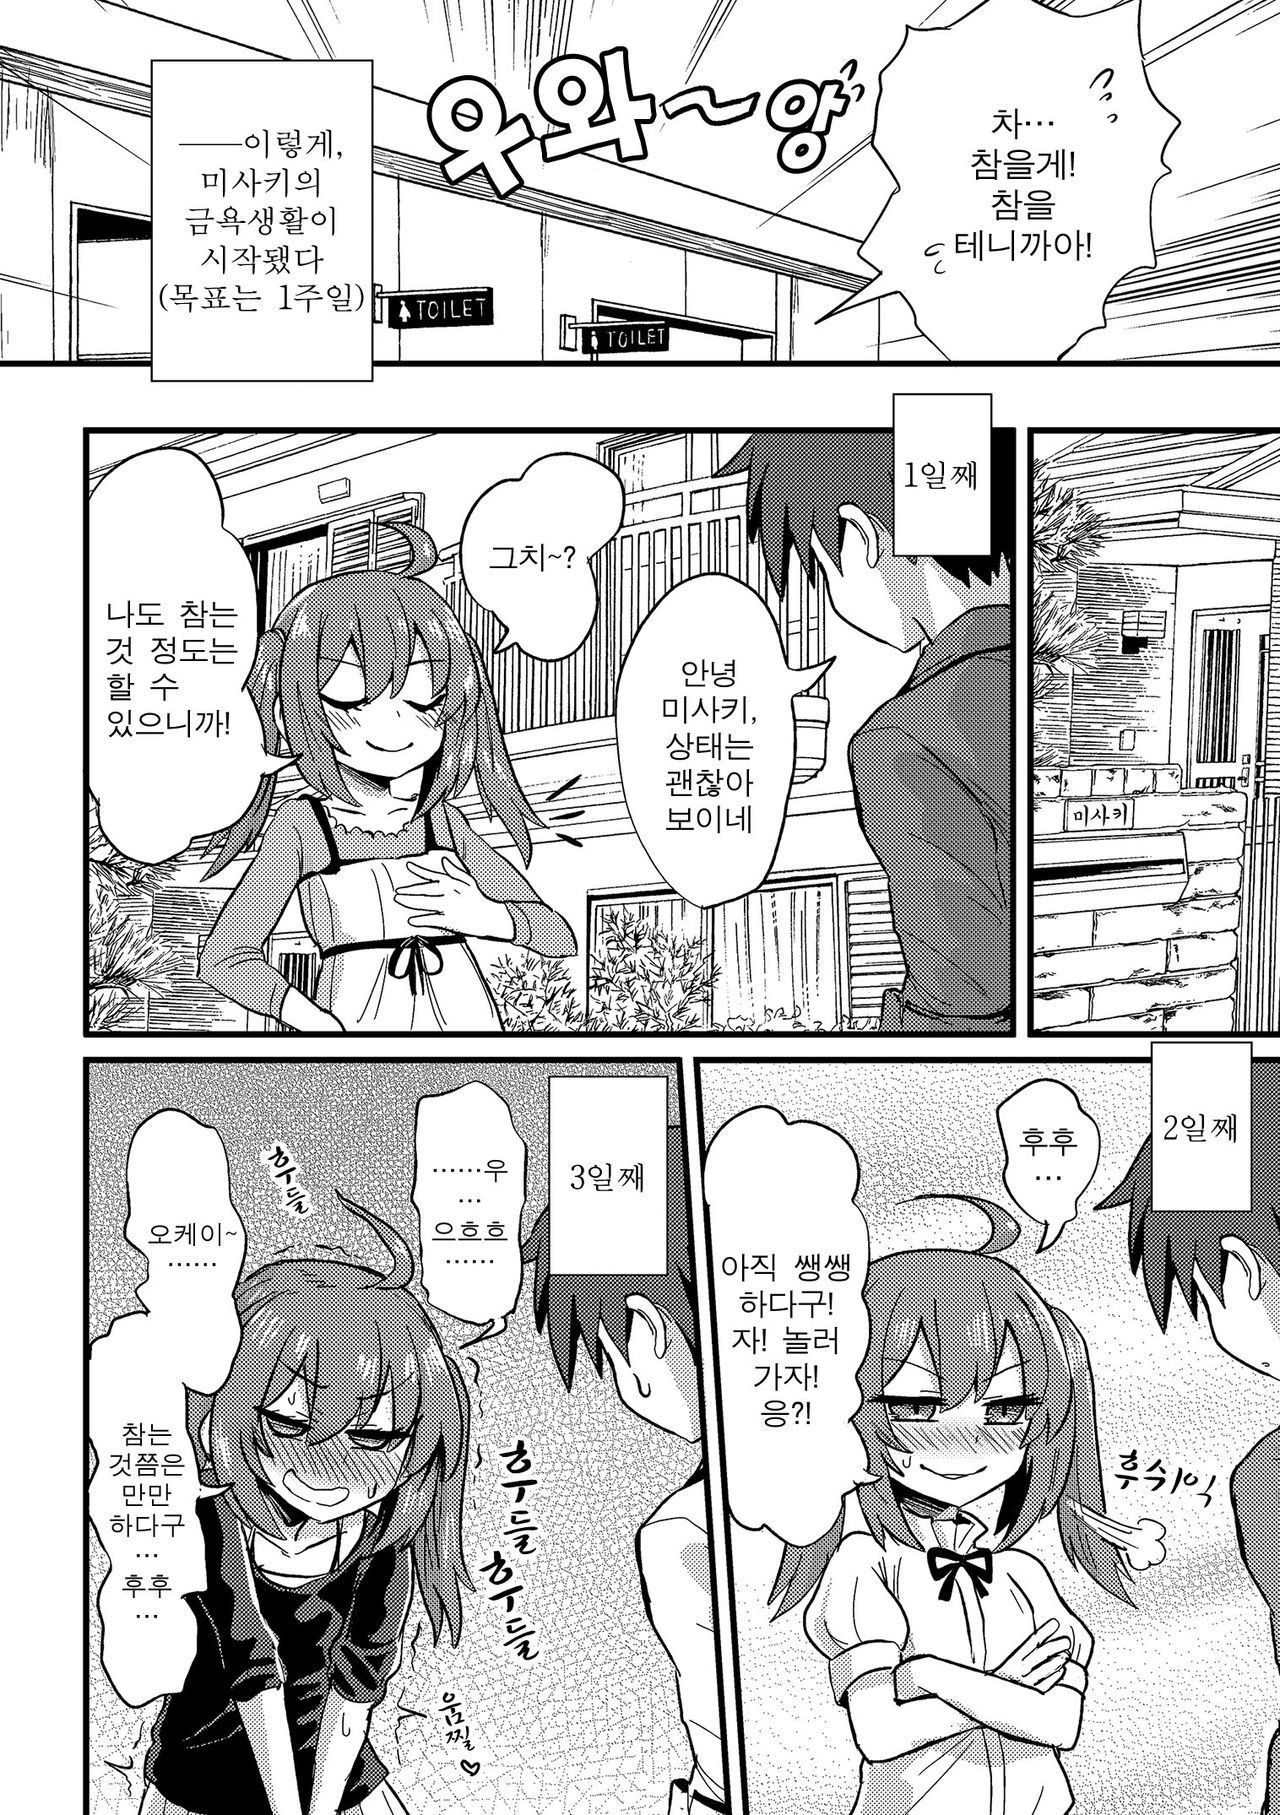 차…
참을게!
참을
테니까아!
우와~앙
——이렇게,
미사키의
금욕생활이
시작됐다
(목표는 1주일)
TOILET
TOILET
미사키
1일째
안녕
미사키,
상태는
괜찮아
보이네
그치~?
나도 참는
것 정도는
할 수
있으니까!
2일째
후후
…
아직 쌩쌩
하다구!
자! 놀러
가자!
응?!
후쉬익
3일째
……우
…
으흐흐
……
후들
오케이~
……
참는
것쯤은
만만
하다구
…
후후
…
후들
후들
움찔